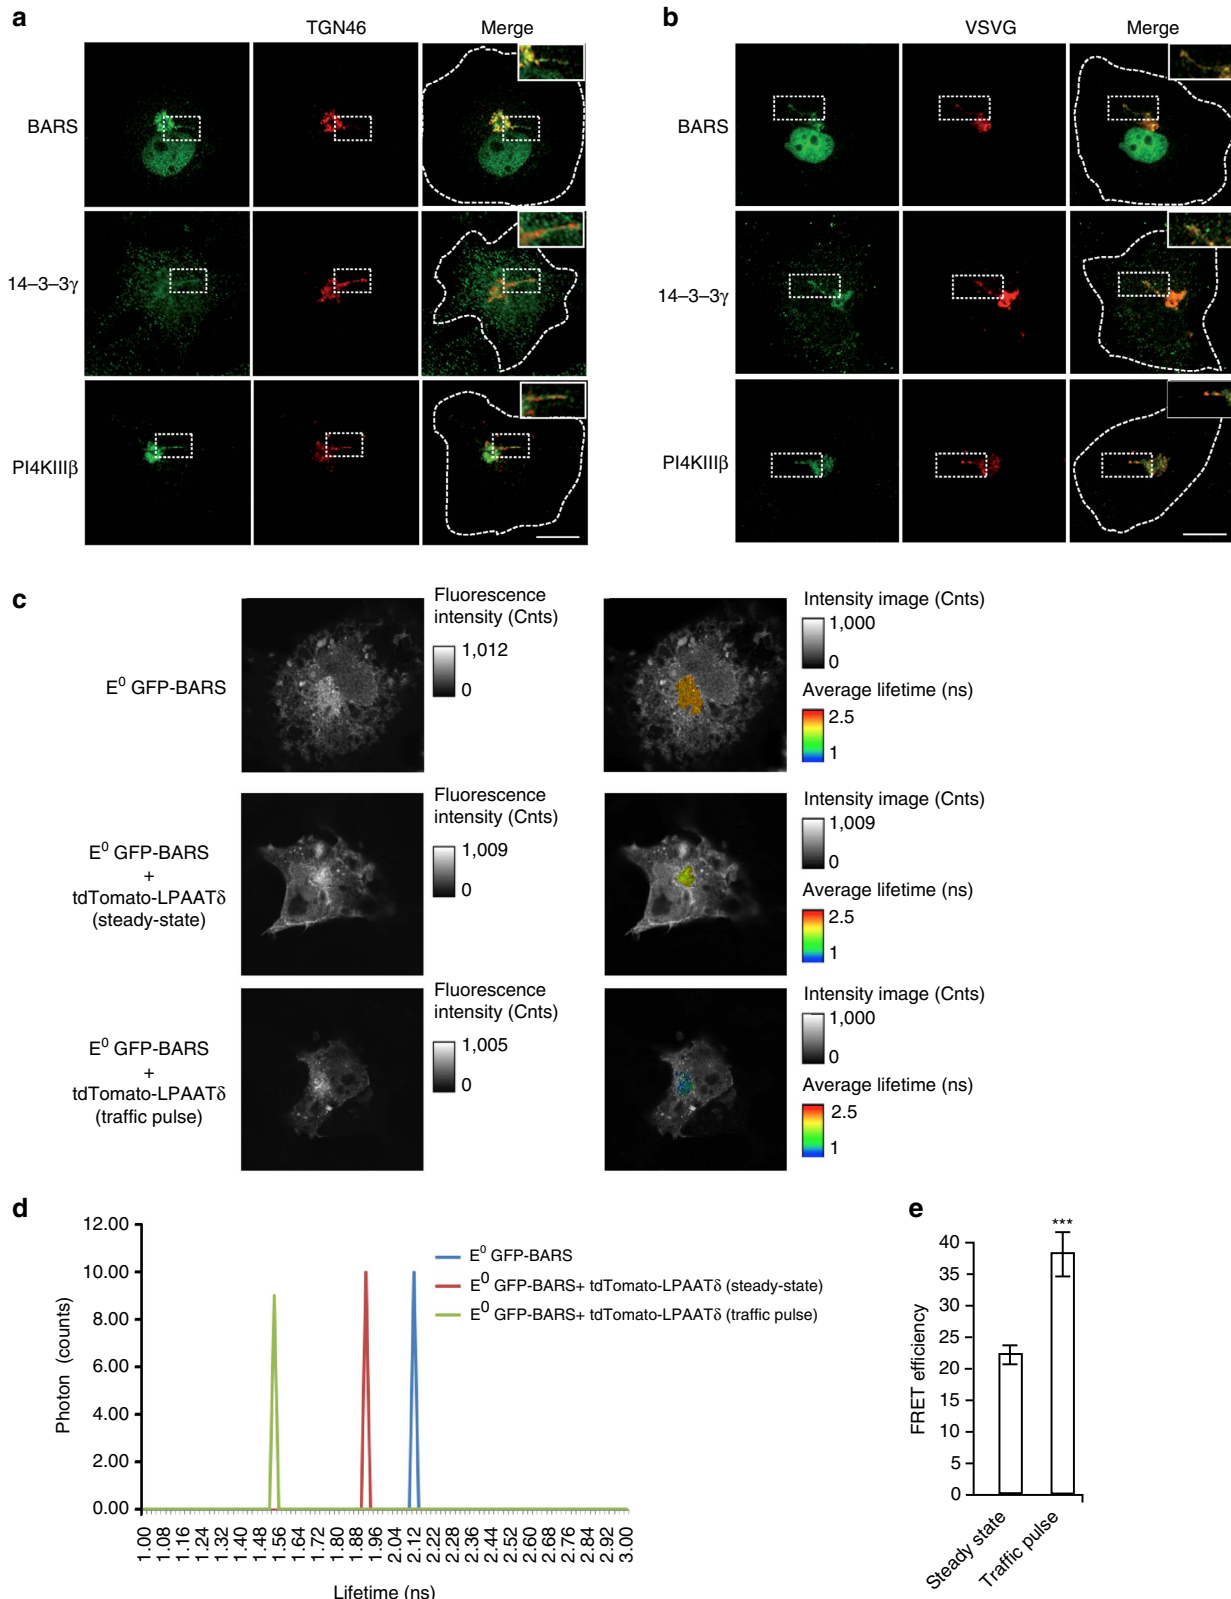 a
TGN46
Merge
BARS
14–3–3γ
PI4KIIIβ
b
VSVG
Merge
BARS
14–3–3γ
PI4KIIIβ
c
E⁰ GFP-BARS
Fluorescence
intensity (Cnts)
1,012
0
Intensity image (Cnts)
1,000
0
Average lifetime (ns)
2.5
1
E⁰ GFP-BARS
+
tdTomato-LPAATδ
(steady-state)
Fluorescence
intensity (Cnts)
1,009
0
Intensity image (Cnts)
1,009
0
Average lifetime (ns)
2.5
1
E⁰ GFP-BARS
+
tdTomato-LPAATδ
(traffic pulse)
Fluorescence
intensity (Cnts)
1,005
0
Intensity image (Cnts)
1,000
0
Average lifetime (ns)
2.5
1
d
Photon (counts)
12.00
10.00
8.00
6.00
4.00
2.00
0.00
E⁰ GFP-BARS
E⁰ GFP-BARS+ tdTomato-LPAATδ (steady-state)
E⁰ GFP-BARS+ tdTomato-LPAATδ (traffic pulse)
1.00 1.08 1.16 1.24 1.32 1.40 1.48 1.56 1.64 1.72 1.80 1.88 1.96 2.04 2.12 2.20 2.28 2.36 2.44 2.52 2.60 2.68 2.76 2.84 2.92 3.00
Lifetime (ns)
e
FRET efficiency
40
35
30
25
20
15
10
5
0
***
Steady state
Traffic pulse